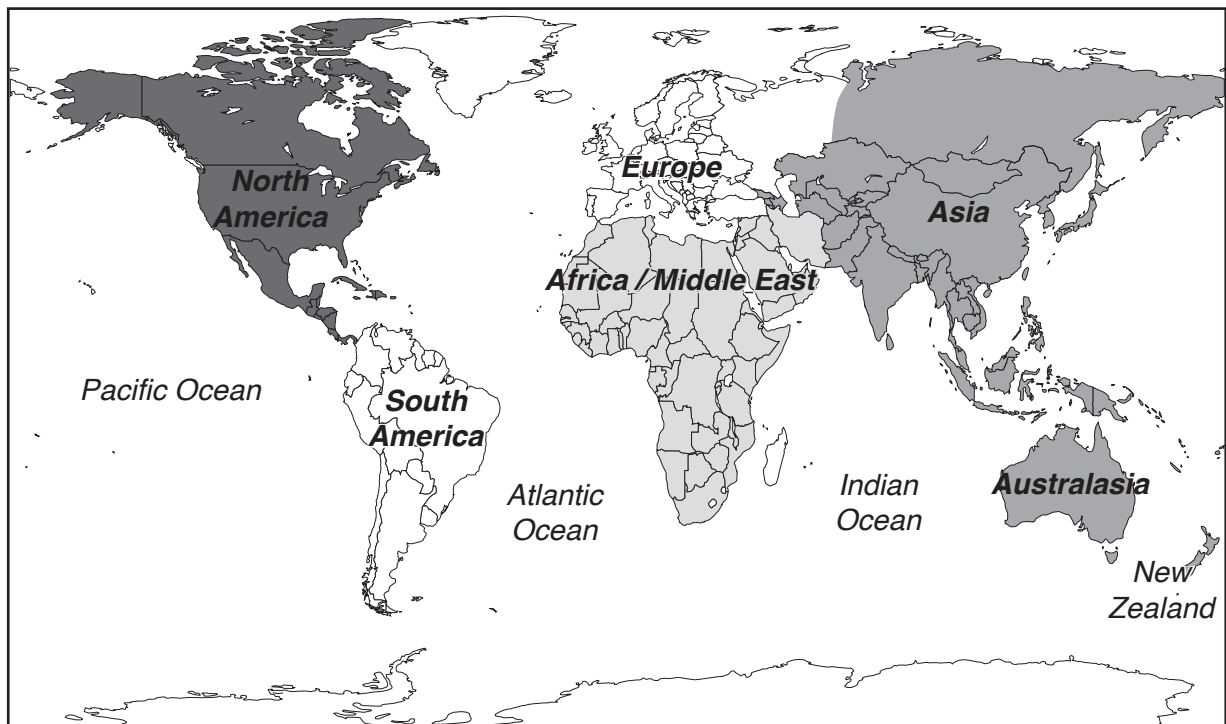 North
America
Europe
Asia
Africa / Middle East
Pacific Ocean
South
America
Atlantic
Ocean
Indian
Ocean
Australasia
New
Zealand